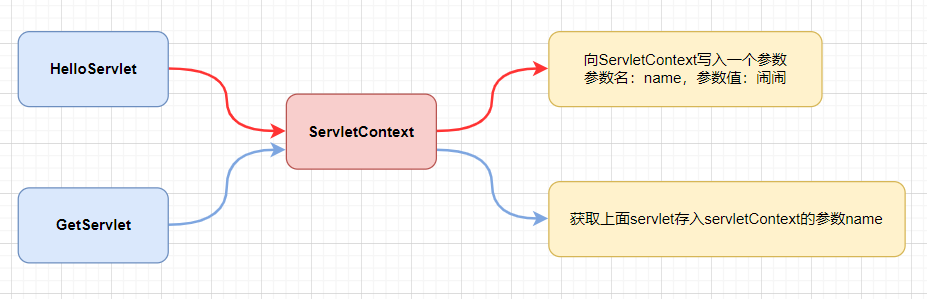 HelloServlet
向ServletContext写入一个参数
参数名：name，参数值：闹闹
ServletContext
GetServlet
获取上面servlet存入servletContext的参数name